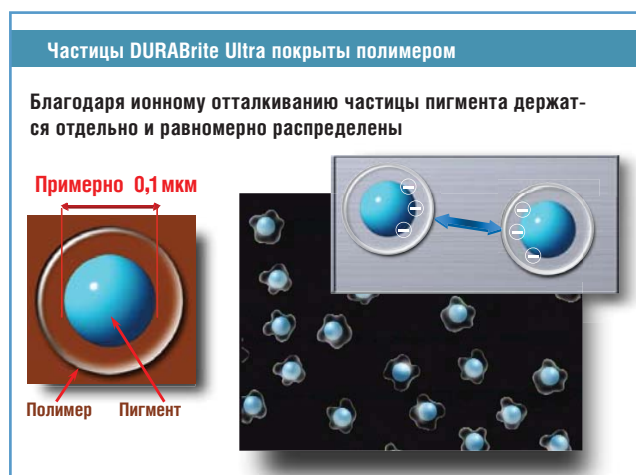 Частицы DURABrite Ultra покрыты полимером
Благодаря ионному отталкиванию частицы пигмента держат-
ся отдельно и равномерно распределены
Примерно 0,1 мкм
Полимер Пигмент